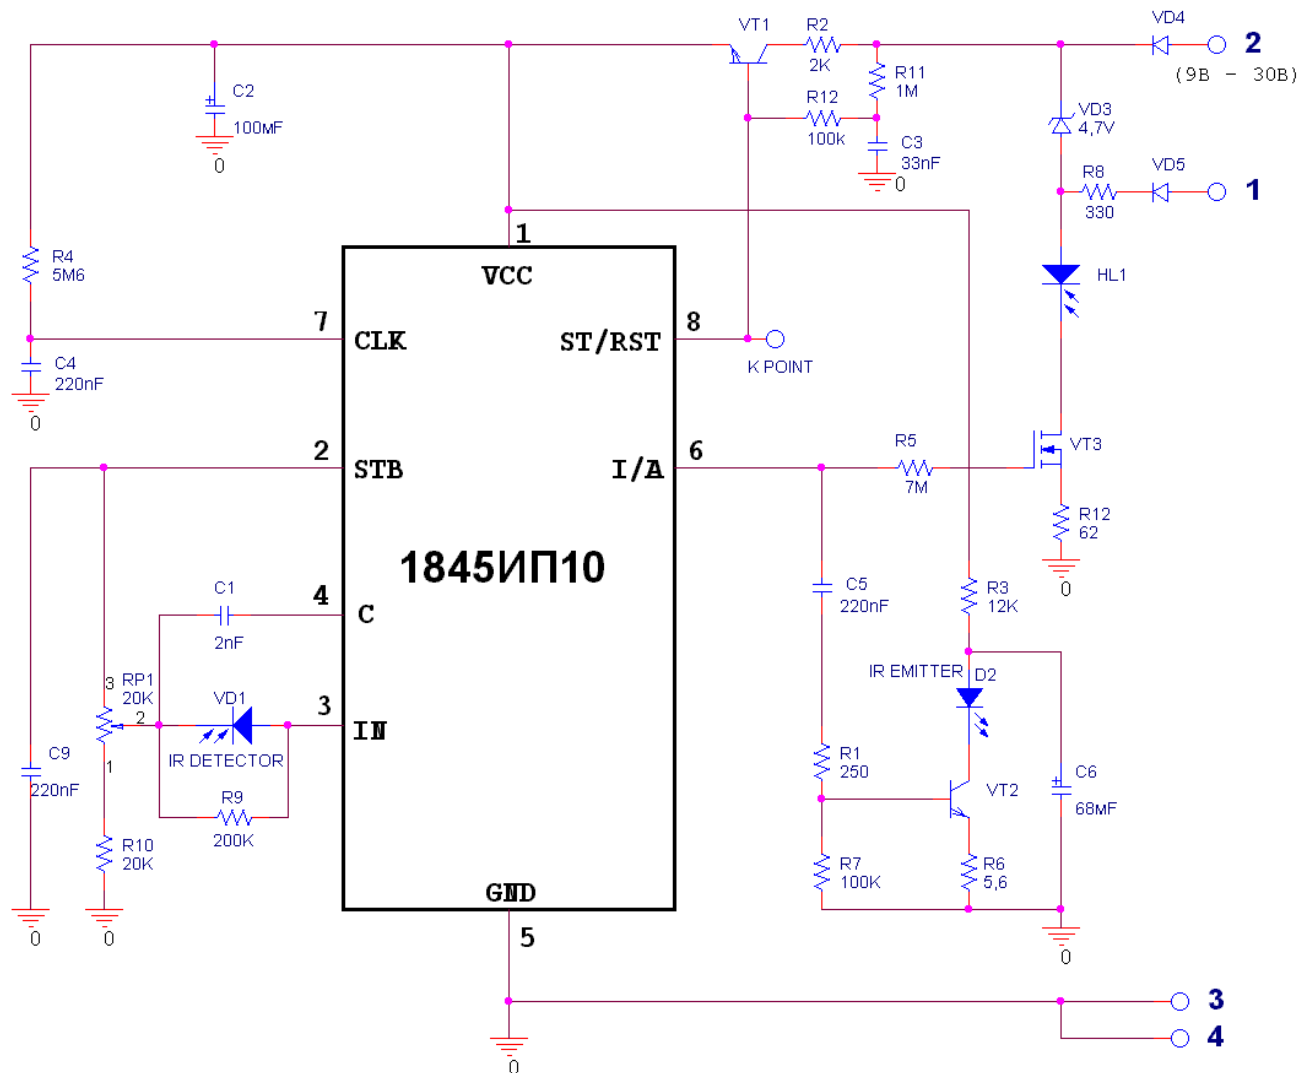 VT1
R2
2K
VD4
2
(9В - 30В)
C2
100мF
0
R11
1M
R12
100k
C3
33nF
0
VD3
4,7V
R8
330
VD5
1
R4
5M6
C4
220nF
0
1
VCC
7
CLK
ST/RST
8
K POINT
HL1
2
STB
I/A
6
R5
7M
VT3
R12
62
0
1845ИП10
C1
2nF
4
C
C5
220nF
R3
12K
RP1
20K
3
2
1
VD1
IR DETECTOR
3
IN
R9
200K
C9
220nF
R10
20K
0
0
IR EMITTER
D2
R1
250
VT2
C6
68мF
R7
100K
R6
5,6
0
GND
5
0
3
4